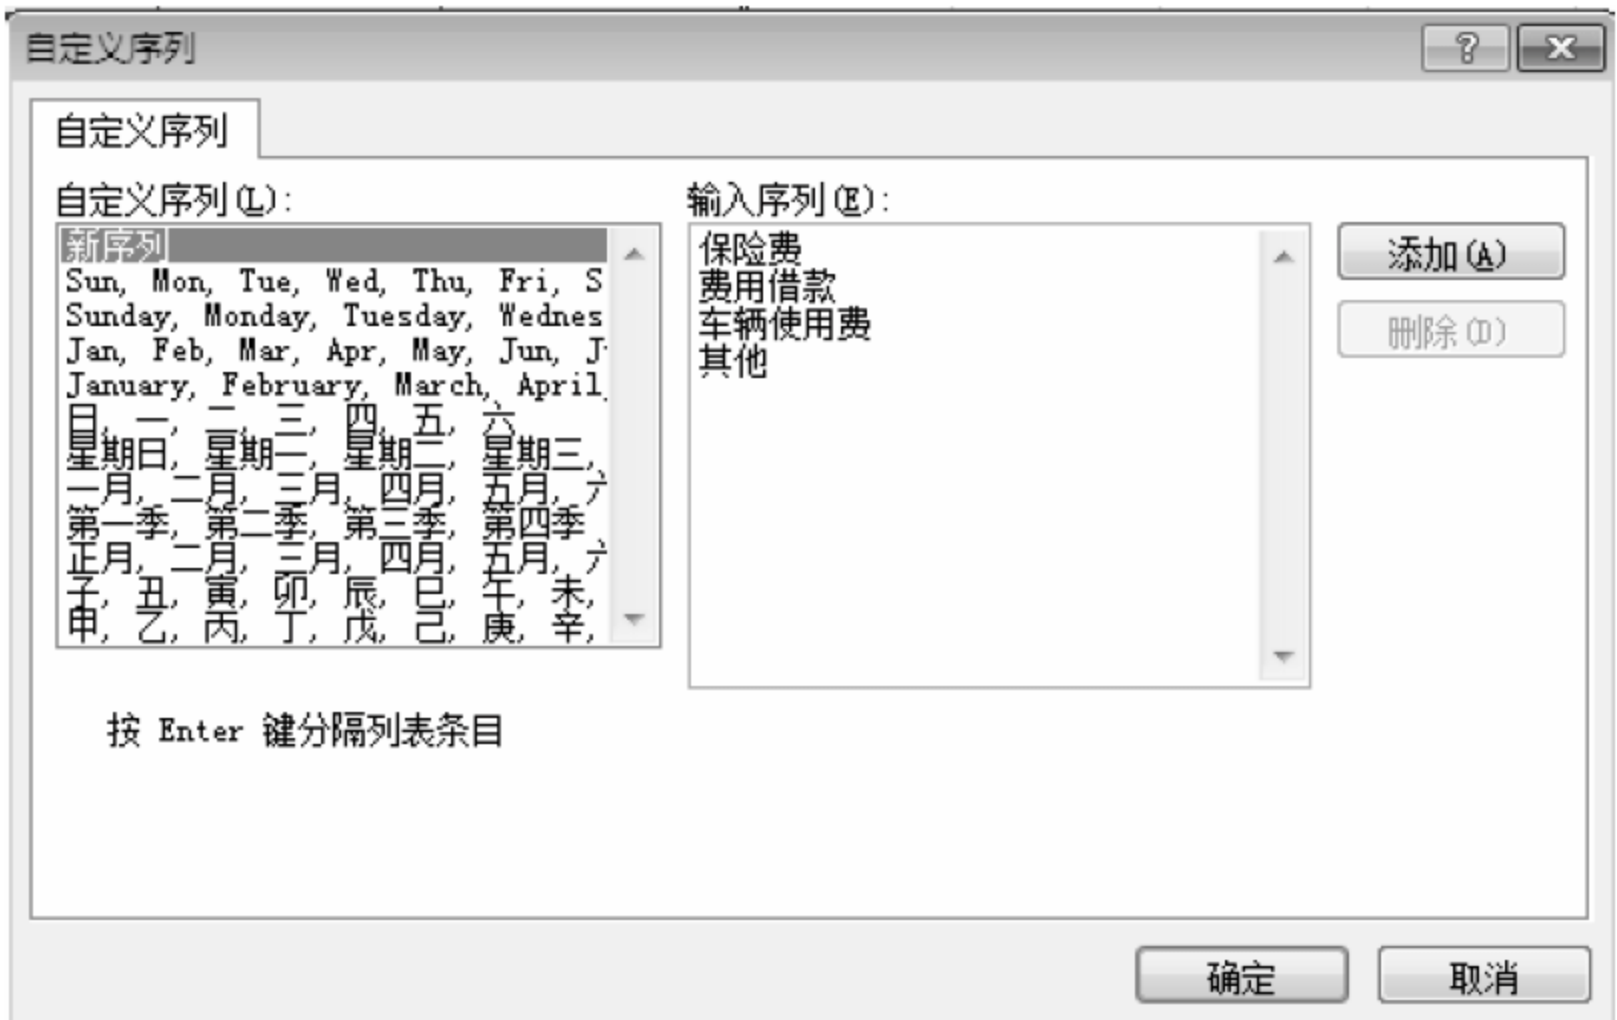 自定义序列
自定义序列
自定义序列(L):
新序列
Sun, Mon, Tue, Wed, Thu, Fri, S
Sunday, Monday, Tuesday, Wednes
Jan, Feb, Mar, Apr, May, Jun, J
January, February, March, April,
日, 一, 二, 三, 四, 五, 六
星期日, 星期一, 星期二, 星期三,
一月, 二月, 三月, 四月, 五月, 六
第一季, 第二季, 第三季, 第四季
正月, 二月, 三月, 四月, 五月, 六
子, 丑, 寅, 卯, 辰, 巳, 午, 未,
甲, 乙, 丙, 丁, 戊, 己, 庚, 辛,
输入序列(E):
保险费
费用借款
车辆使用费
其他
添加(A)
删除(D)
按 Enter 键分隔列表条目
确定
取消